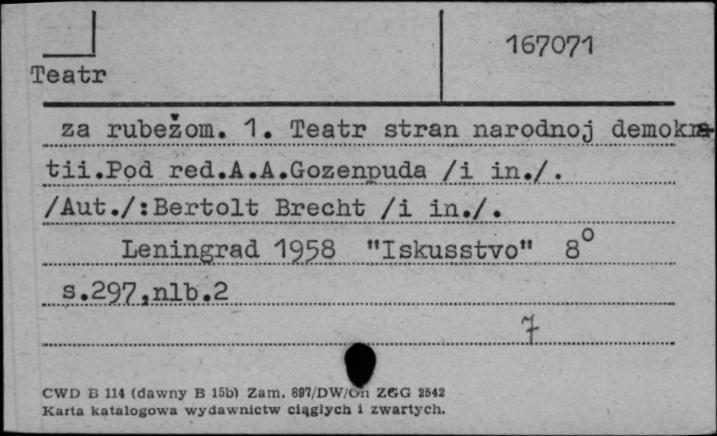 167071
Teatr
za rubežom. 1. Teatr stran narodnoj demokra-
tii.Pod red.A.A.Gozenpuda /i in./.
/Aut./:Bertolt Brecht /i in./.
Leningrad 1958 "Iskusstvo" 8°
s.297,nlb.2
7
CWD B 114 (dawny B 15b) Zam. 897/DW/On ZGG 2542
Karta katalogowa wydawnictw ciągłych i zwartych.